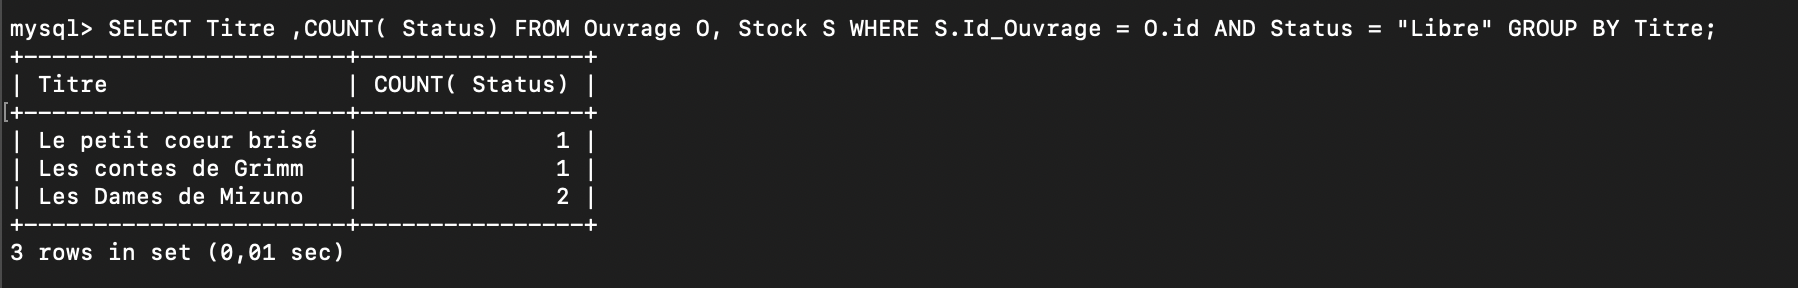 mysql> SELECT Titre ,COUNT( Status) FROM Ouvrage O, Stock S WHERE S.Id_Ouvrage = O.id AND Status = "Libre" GROUP BY Titre;
+-----------------------+----------------+
| Titre                 | COUNT( Status) |
[+-----------------------+----------------+
| Le petit coeur brisé  |              1 |
| Les contes de Grimm   |              1 |
| Les Dames de Mizuno   |              2 |
+-----------------------+----------------+
3 rows in set (0,01 sec)